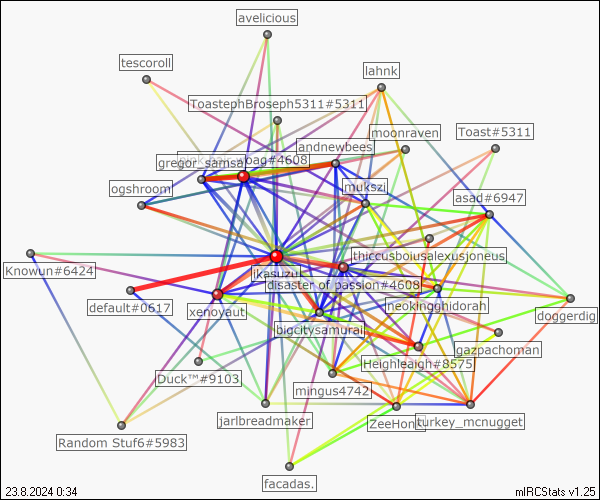 avelicious
tescoroll
lahnk
ToastephBroseph5311#5311
moonraven
Toast#5311
andnewbees
gregor_samsa
bag#4608
mukszi
ogshroom
asad#6947
thiccusboiusalexusjoneus
Knowun#6424
jkasuzuk
disaster of passion#4608
default#0617
xenoyaut
neokingghidorah
doggerdig
bigcitysamurai
gazpachoman
Heighleaigh#8575
Duck™#9103
mingus4742
jarlbreadmaker
ZeeHon
turkey_mcnugget
Random Stuf6#5983
facadas.
23.8.2024 0:34
mIRCStats v1.25